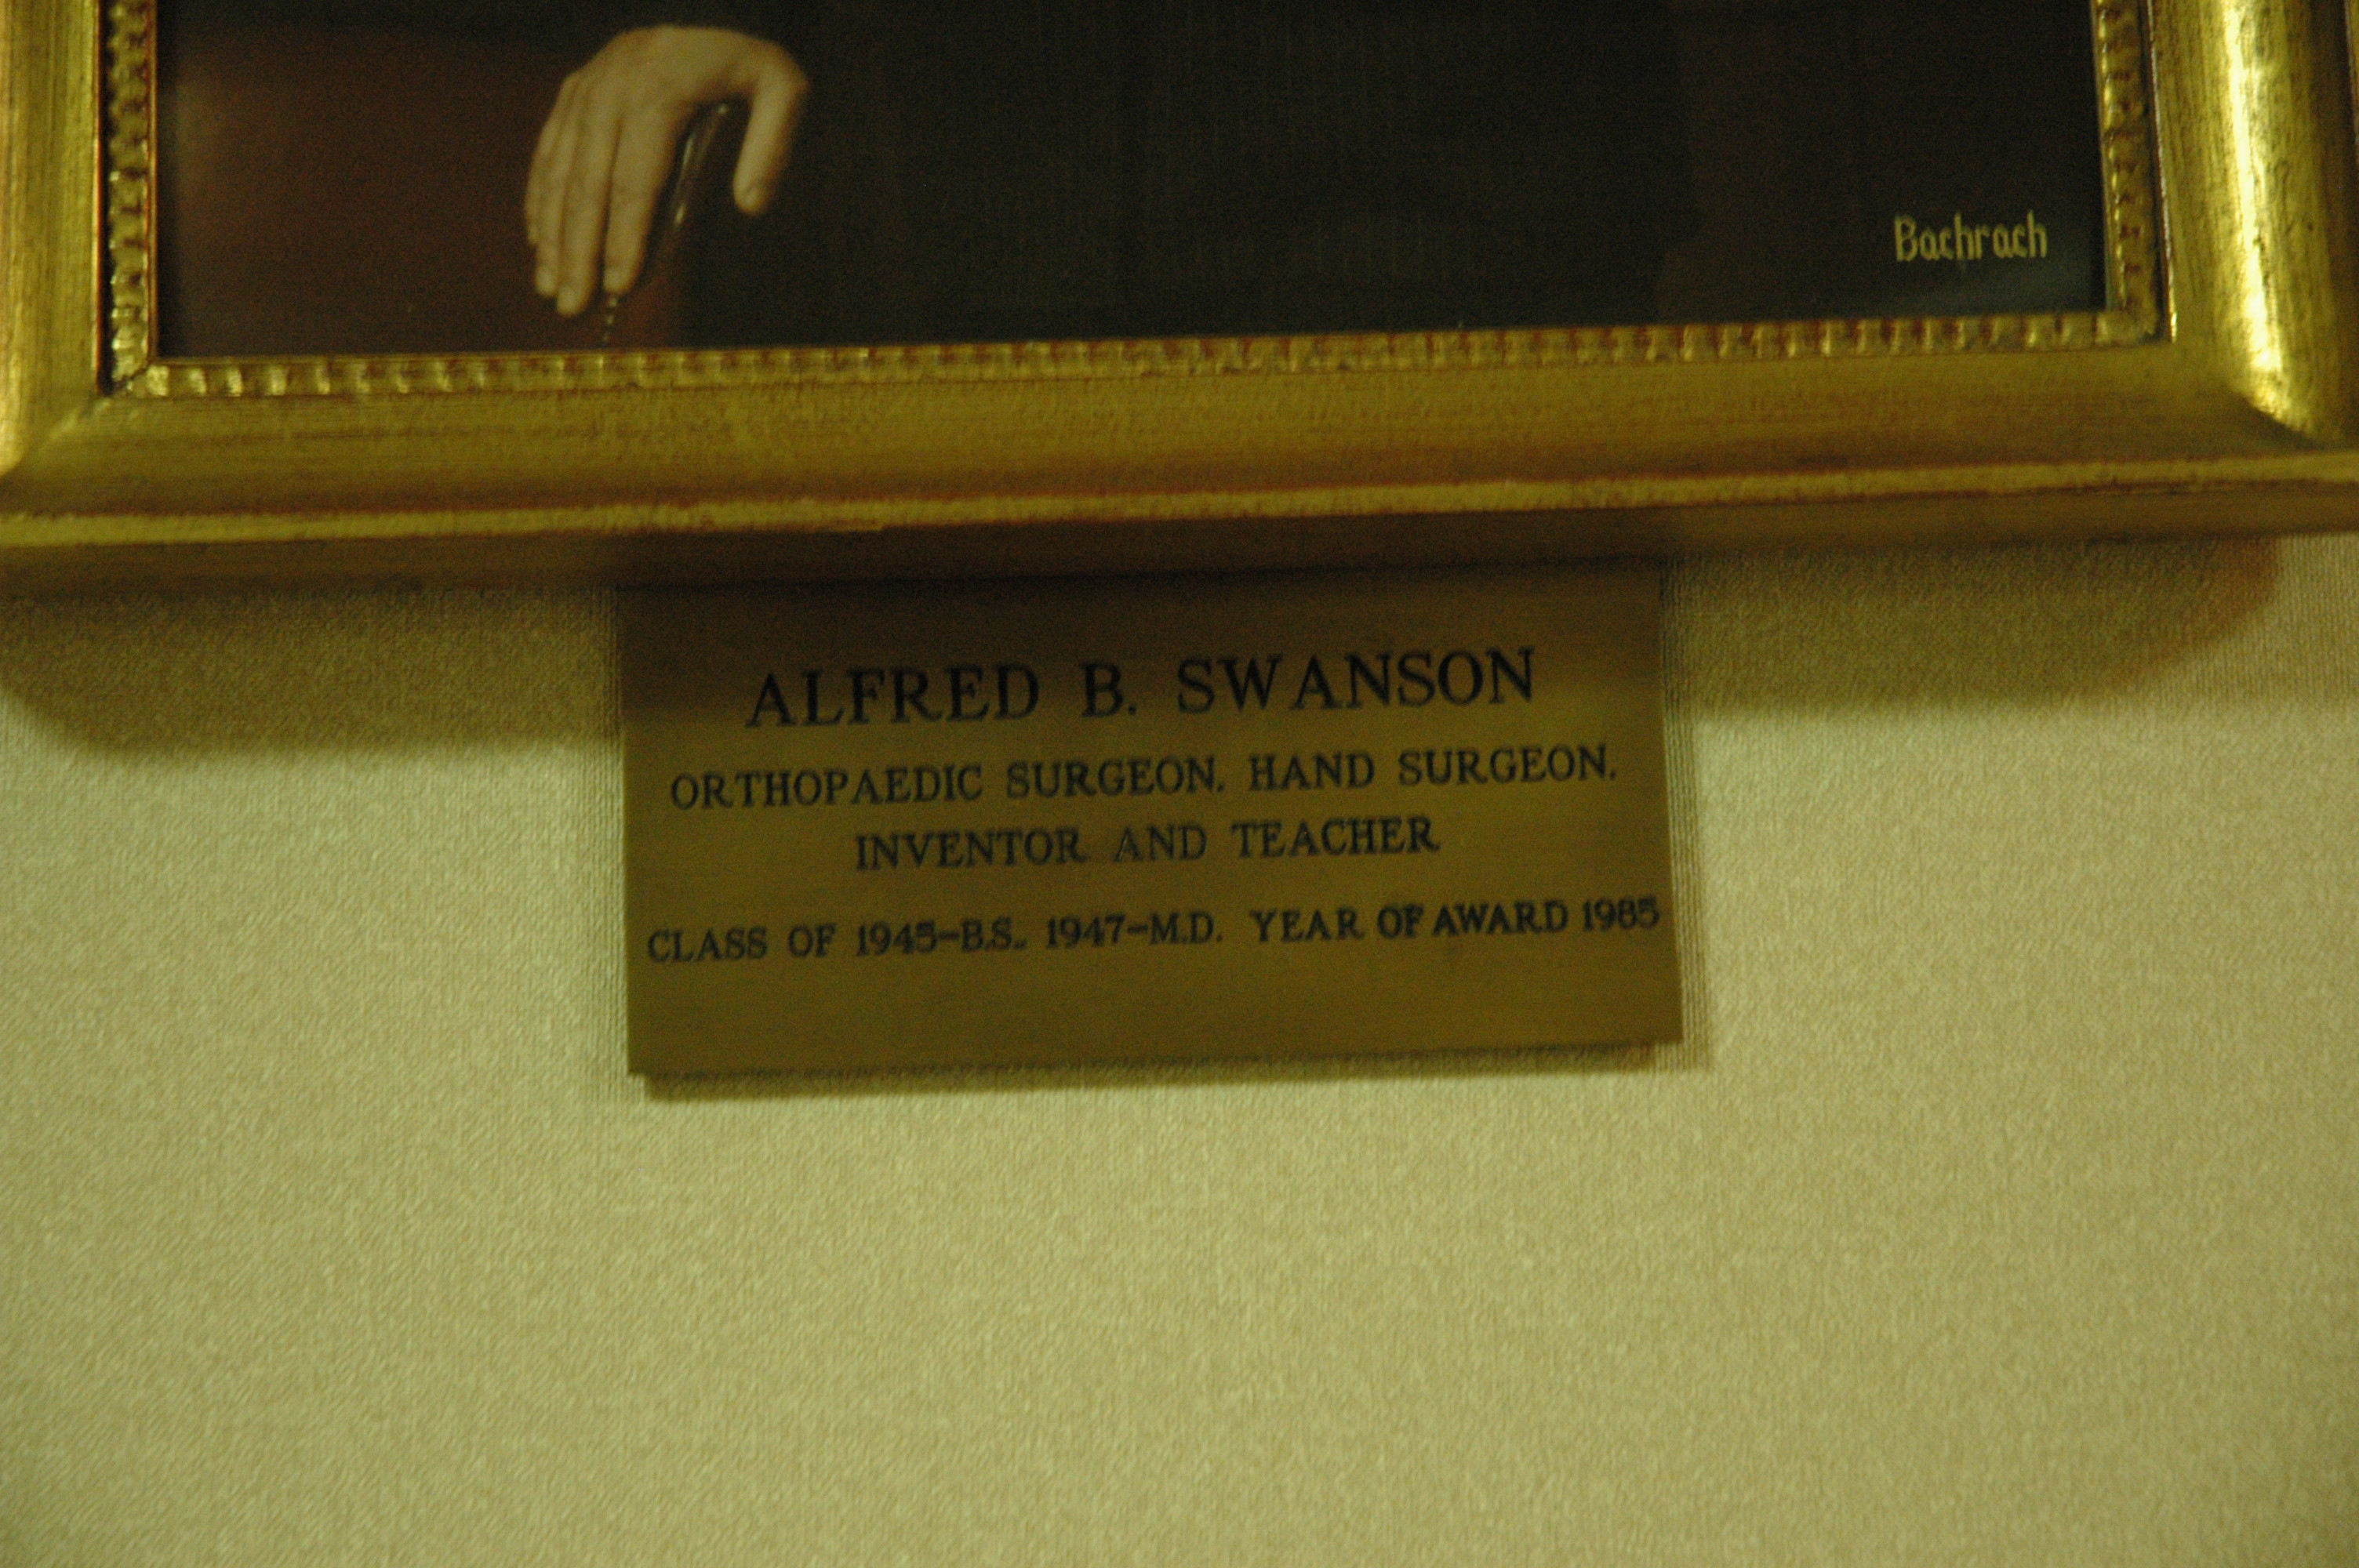 Bachrach
ALFRED B. SWANSON
ORTHOPAEDIC SURGEON, HAND SURGEON,
INVENTOR AND TEACHER
CLASS OF 1945-B.S., 1947-M.D. YEAR OF AWARD 1985